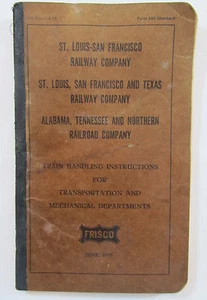 ST. LOUIS-SAN FRANCISCO
RAILWAY COMPANY
ST. LOUIS, SAN FRANCISCO AND TEXAS
RAILWAY COMPANY
ALABAMA, TENNESSEE AND NORTHERN
RAILROAD COMPANY
TRAIN HANDLING INSTRUCTIONS
FOR
TRANSPORTATION AND
MECHANICAL DEPARTMENTS
FRISCO
JUNE,